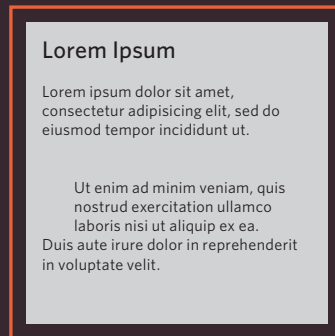 Lorem Ipsum
Lorem ipsum dolor sit amet,
consectetur adipisicing elit, sed do
eiusmod tempor incididunt ut.
Ut enim ad minim veniam, quis
nostrud exercitation ullamco
laboris nisi ut aliquip ex ea.
Duis aute irure dolor in reprehenderit
in voluptate velit.